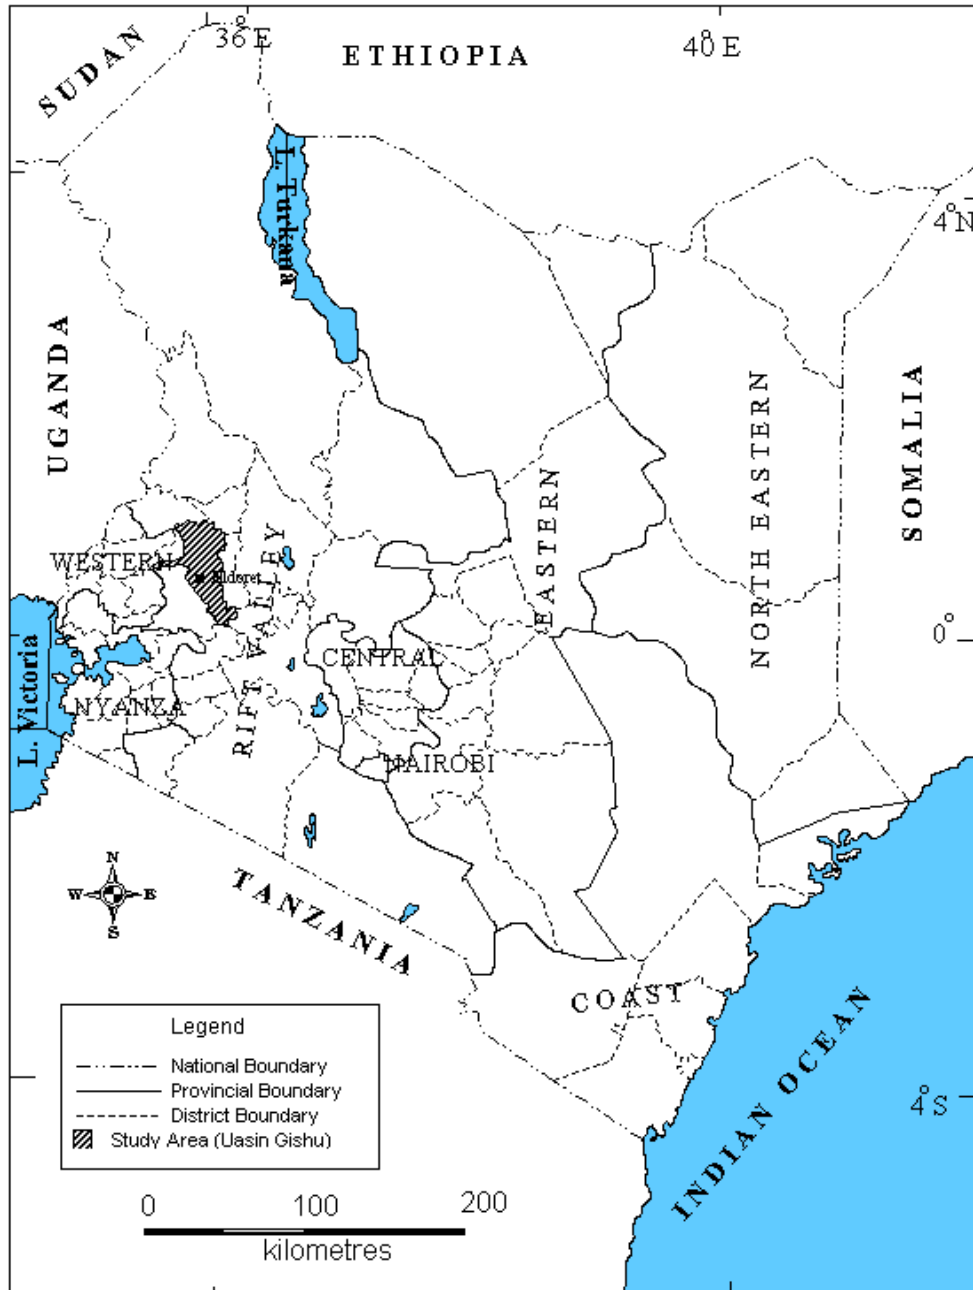 36°E
40°E
SUDAN
ETHIOPIA
L. Turkana
4°N
UGANDA
SOMALIA
NORTH EASTERN
EASTERN
WESTERN
Eldoret
RIFT VALLEY
0°
CENTRAL
L. Victoria
NYANZA
NAIROBI
N
W E
S
TANZANIA
COAST
INDIAN OCEAN
4°S
Legend
National Boundary
Provincial Boundary
District Boundary
Study Area (Uasin Gishu)
0 100 200
kilometres